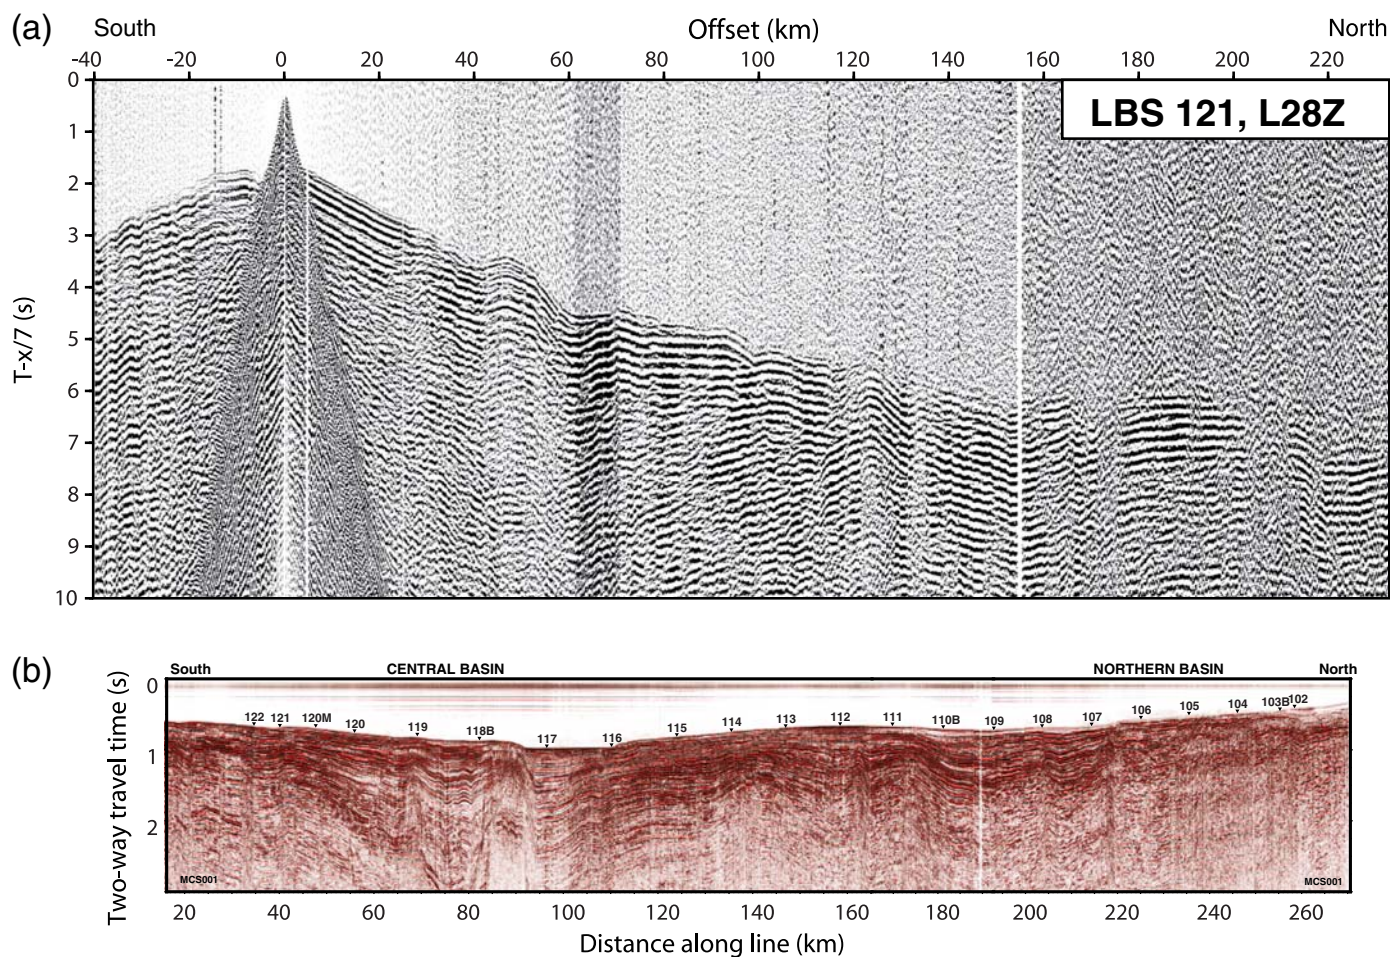 (a)
South Offset (km) North
-40 -20 0 20 40 60 80 100 120 140 160 180 200 220
LBS 121, L28Z
0
1
2
3
4
5
6
7
8
9
10
T-x/7 (s)
(b)
South CENTRAL BASIN NORTHERN BASIN North
122 121 120M 120 119 118B 117 116 115 114 113 112 111 110B 109 108 107 106 105 104 103B 102
0
1
2
Two-way travel time (s)
MCS001 MCS001
20 40 60 80 100 120 140 160 180 200 220 240 260
Distance along line (km)